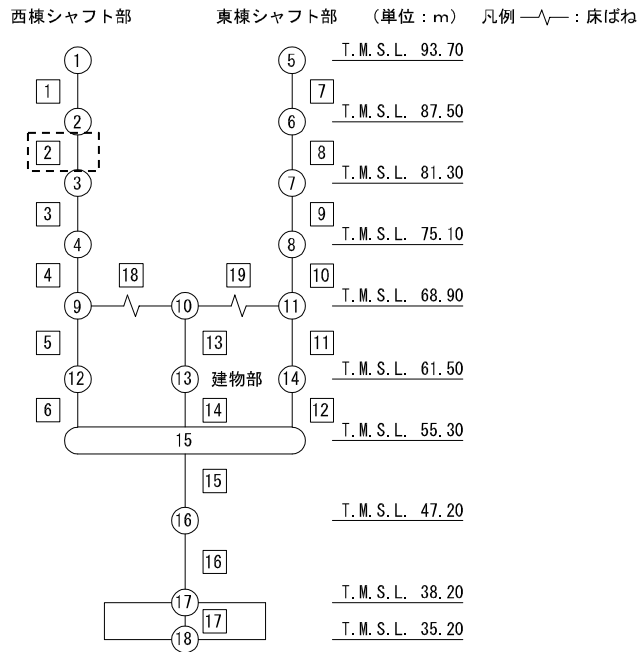 西棟シャフト部 東棟シャフト部 (単位:m) 凡例 :床ばね
1 5 T.M.S.L. 93.70
1 7
2 6 T.M.S.L. 87.50
2 8
3 7 T.M.S.L. 81.30
3 9
4 8 T.M.S.L. 75.10
4 18 19 10
9 10 11 T.M.S.L. 68.90
5 13 11
12 13 建物部 14 T.M.S.L. 61.50
6 14 12
15 T.M.S.L. 55.30
15
16 T.M.S.L. 47.20
16
17 T.M.S.L. 38.20
17
18 T.M.S.L. 35.20